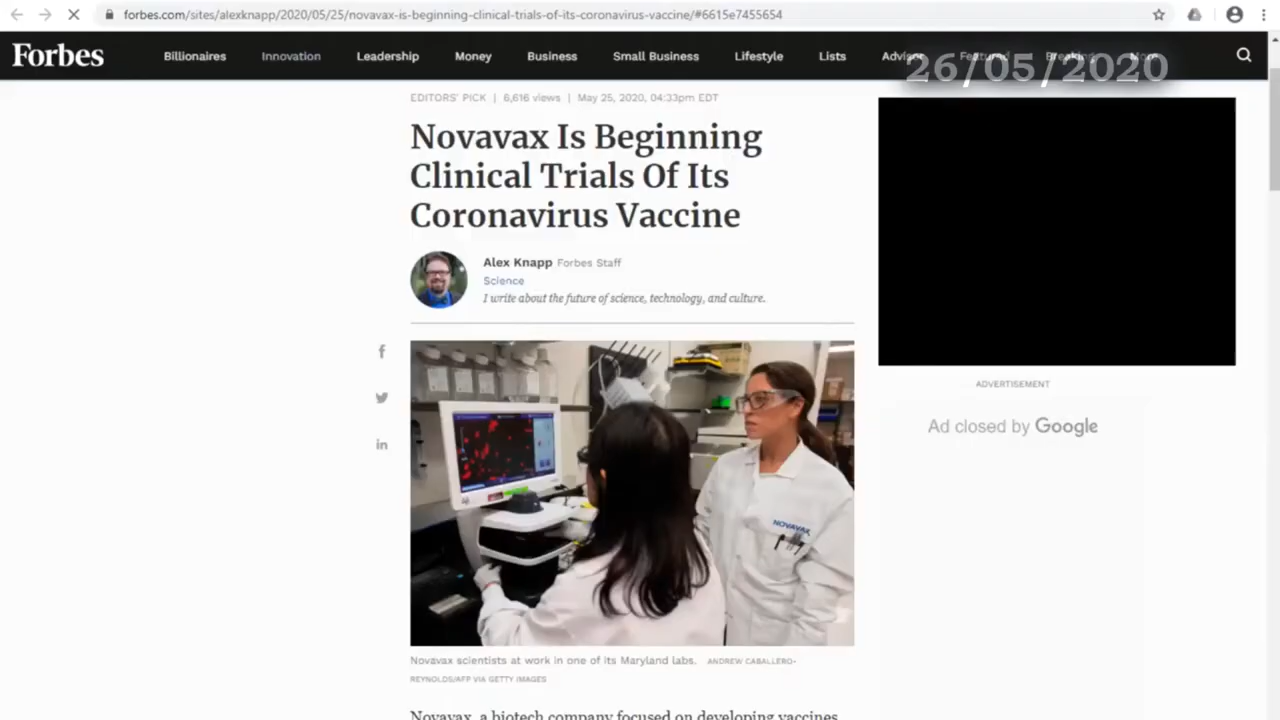 forbes.com/sites/alexknapp/2020/05/25/novavax-is-beginning-clinical-trials-of-its-coronavirus-vaccine/#6615e7455654
Forbes
Billionaires Innovation Leadership Money Business Small Business Lifestyle Lists Advisor Featured Breaking More
26/05/2020
EDITORS' PICK | 6,616 views | May 25, 2020, 04:33pm EDT
Novavax Is Beginning
Clinical Trials Of Its
Coronavirus Vaccine
Alex Knapp Forbes Staff
Science
I write about the future of science, technology, and culture.
ADVERTISEMENT
Ad closed by Google
NOVAVAX
Novavax scientists at work in one of its Maryland labs. ANDREW CABALLERO-
REYNOLDS/AFP VIA GETTY IMAGES
Novavax, a biotech company focused on developing vaccines